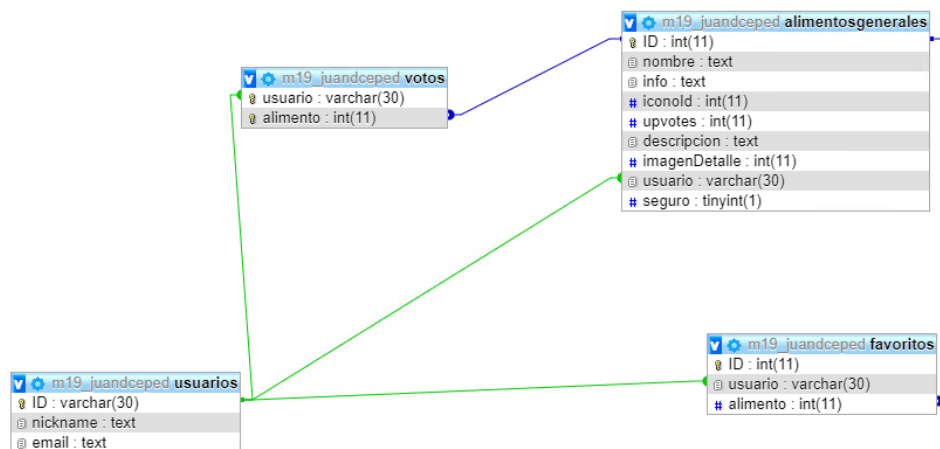 m19_juandceped alimentosgenerales
ID : int(11)
nombre : text
info : text
iconoId : int(11)
upvotes : int(11)
descripcion : text
imagenDetalle : int(11)
usuario : varchar(30)
seguro : tinyint(1)
m19_juandceped votos
usuario : varchar(30)
alimento : int(11)
m19_juandceped favoritos
ID : int(11)
usuario : varchar(30)
alimento : int(11)
m19_juandceped usuarios
ID : varchar(30)
nickname : text
email : text